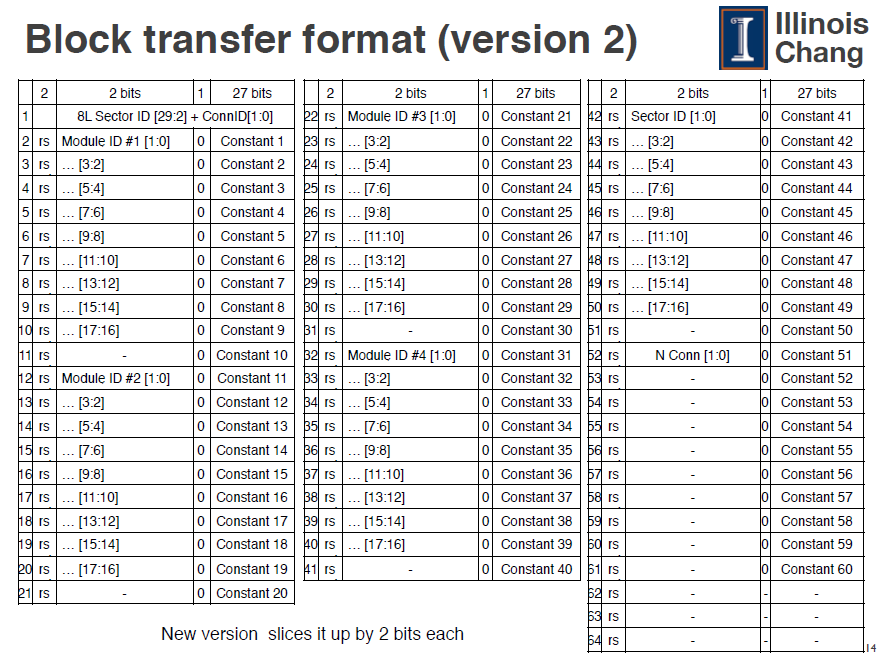 Block transfer format (version 2)
Illinois
Chang
2 2 bits 1 27 bits
1 8L Sector ID [29:2] + ConnID[1:0]
2 rs Module ID #1 [1:0] 0 Constant 1
3 rs ... [3:2] 0 Constant 2
4 rs ... [5:4] 0 Constant 3
5 rs ... [7:6] 0 Constant 4
6 rs ... [9:8] 0 Constant 5
7 rs ... [11:10] 0 Constant 6
8 rs ... [13:12] 0 Constant 7
9 rs ... [15:14] 0 Constant 8
10 rs ... [17:16] 0 Constant 9
11 rs - 0 Constant 10
12 rs Module ID #2 [1:0] 0 Constant 11
13 rs ... [3:2] 0 Constant 12
14 rs ... [5:4] 0 Constant 13
15 rs ... [7:6] 0 Constant 14
16 rs ... [9:8] 0 Constant 15
17 rs ... [11:10] 0 Constant 16
18 rs ... [13:12] 0 Constant 17
19 rs ... [15:14] 0 Constant 18
20 rs ... [17:16] 0 Constant 19
21 rs - 0 Constant 20
2 2 bits 1 27 bits
22 rs Module ID #3 [1:0] 0 Constant 21
23 rs ... [3:2] 0 Constant 22
24 rs ... [5:4] 0 Constant 23
25 rs ... [7:6] 0 Constant 24
26 rs ... [9:8] 0 Constant 25
27 rs ... [11:10] 0 Constant 26
28 rs ... [13:12] 0 Constant 27
29 rs ... [15:14] 0 Constant 28
30 rs ... [17:16] 0 Constant 29
31 rs - 0 Constant 30
32 rs Module ID #4 [1:0] 0 Constant 31
33 rs ... [3:2] 0 Constant 32
34 rs ... [5:4] 0 Constant 33
35 rs ... [7:6] 0 Constant 34
36 rs ... [9:8] 0 Constant 35
37 rs ... [11:10] 0 Constant 36
38 rs ... [13:12] 0 Constant 37
39 rs ... [15:14] 0 Constant 38
40 rs ... [17:16] 0 Constant 39
41 rs - 0 Constant 40
2 2 bits 1 27 bits
42 rs Sector ID [1:0] 0 Constant 41
43 rs ... [3:2] 0 Constant 42
44 rs ... [5:4] 0 Constant 43
45 rs ... [7:6] 0 Constant 44
46 rs ... [9:8] 0 Constant 45
47 rs ... [11:10] 0 Constant 46
48 rs ... [13:12] 0 Constant 47
49 rs ... [15:14] 0 Constant 48
50 rs ... [17:16] 0 Constant 49
51 rs - 0 Constant 50
52 rs N Conn [1:0] 0 Constant 51
53 rs - 0 Constant 52
54 rs - 0 Constant 53
55 rs - 0 Constant 54
56 rs - 0 Constant 55
57 rs - 0 Constant 56
58 rs - 0 Constant 57
59 rs - 0 Constant 58
60 rs - 0 Constant 59
61 rs - 0 Constant 60
62 rs - - -
63 rs - - -
64 rs - - -
New version slices it up by 2 bits each
14